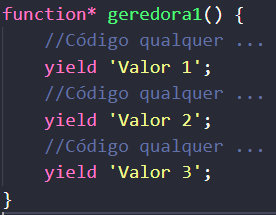 function* geredora1() {
    //Código qualquer ...
    yield 'Valor 1';
    //Código qualquer ...
    yield 'Valor 2';
    //Código qualquer ...
    yield 'Valor 3';
}